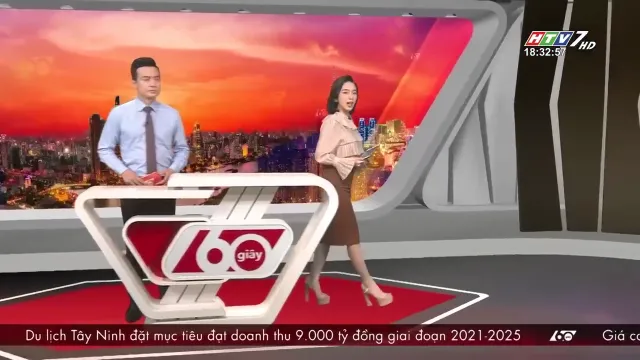 HTV7 HD
18:32:57
60 giây
Du lịch Tây Ninh đặt mục tiêu đạt doanh thu 9.000 tỷ đồng giai đoạn 2021-2025 60 Giá c